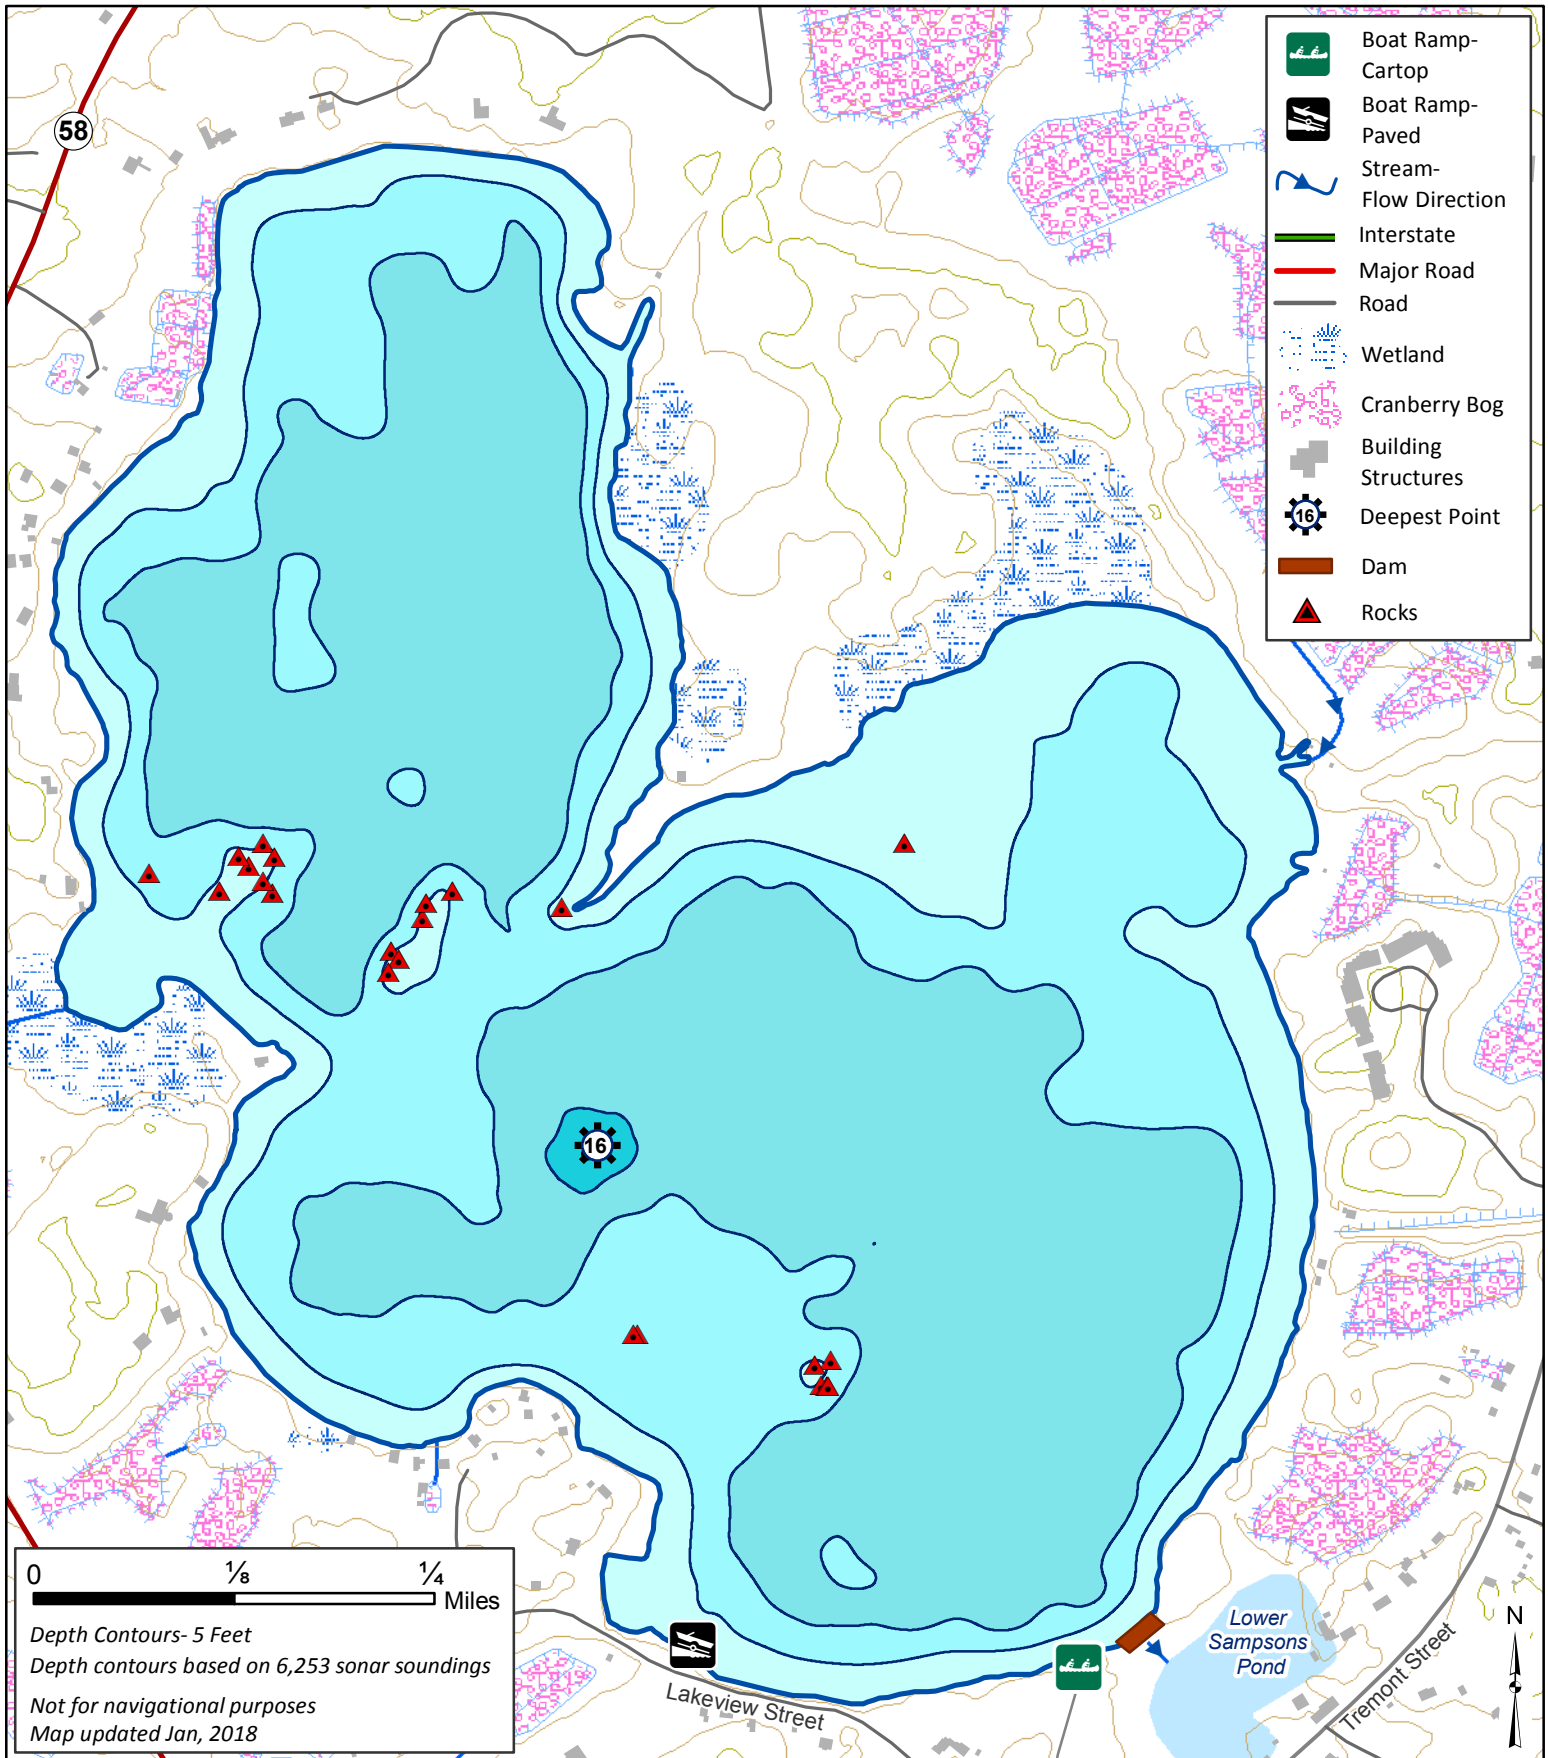 58
Boat Ramp-
Cartop
Boat Ramp-
Paved
Stream-
Flow Direction
Interstate
Major Road
Road
Wetland
Cranberry Bog
Building
Structures
16
Deepest Point
Dam
Rocks
16
0 ⅛ ¼
Miles
Depth Contours- 5 Feet
Depth contours based on 6,253 sonar soundings
Not for navigational purposes
Map updated Jan, 2018
Lakeview Street
Lower
Sampsons
Pond
Tremont Street
N